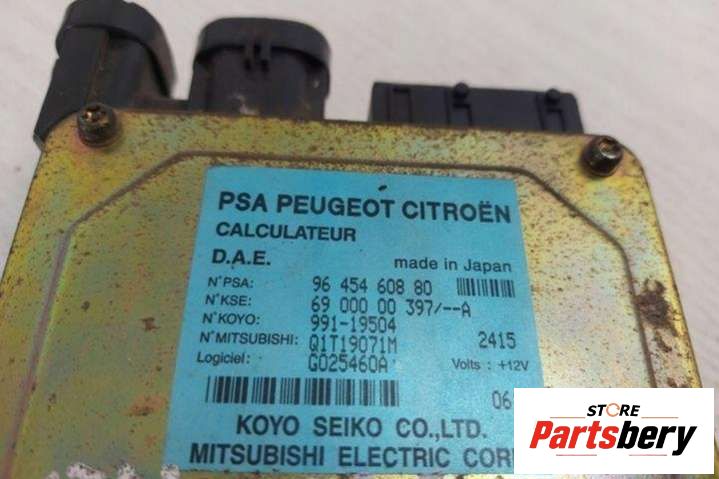 PSA PEUGEOT CITROËN
CALCULATEUR
D.A.E. made in Japan
N°PSA: 96 454 608 80
N°KSE: 69 000 00 397/--A
N°KOYO: 991-19504
N°MITSUBISHI: Q1T19071M 2415
Logiciel: G025460A Volts : +12V
06
KOYO SEIKO CO.,LTD.
MITSUBISHI ELECTRIC COR
STORE
Partsbery